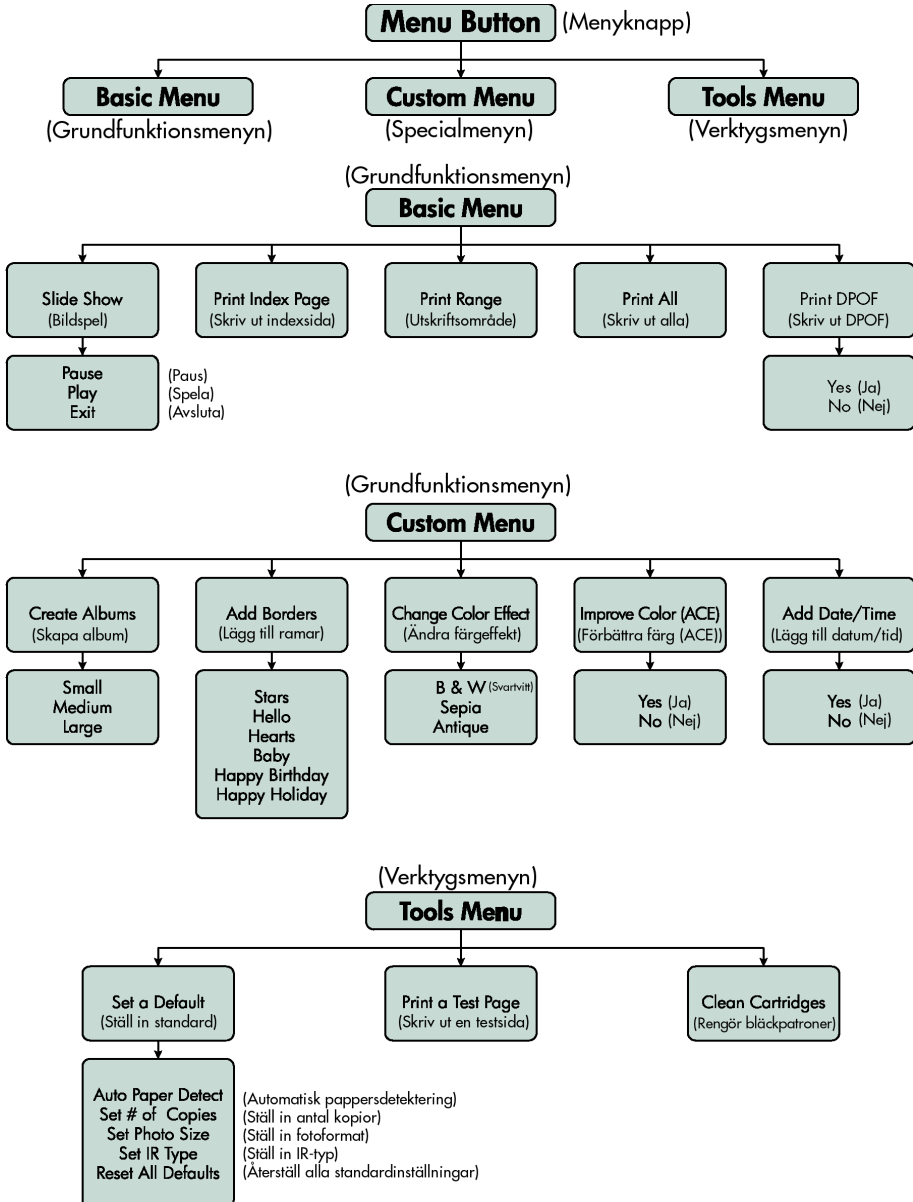 Menu Button (Menyknapp)
Basic Menu
(Grundfunktionsmenyn)
Custom Menu
(Specialmenyn)
Tools Menu
(Verktygsmenyn)
(Grundfunktionsmenyn)
Basic Menu
Slide Show
(Bildspel)
Print Index Page
(Skriv ut indexsida)
Print Range
(Utskriftsområde)
Print All
(Skriv ut alla)
Print DPOF
(Skriv ut DPOF)
Pause (Paus)
Play (Spela)
Exit (Avsluta)
Yes (Ja)
No (Nej)
(Grundfunktionsmenyn)
Custom Menu
Create Albums
(Skapa album)
Add Borders
(Lägg till ramar)
Change Color Effect
(Ändra färgeffekt)
Improve Color (ACE)
(Förbättra färg (ACE))
Add Date/Time
(Lägg till datum/tid)
Small
Medium
Large
Stars
Hello
Hearts
Baby
Happy Birthday
Happy Holiday
B & W (Svartvitt)
Sepia
Antique
Yes (Ja)
No (Nej)
Yes (Ja)
No (Nej)
(Verktygsmenyn)
Tools Menu
Set a Default
(Ställ in standard)
Print a Test Page
(Skriv ut en testsida)
Clean Cartridges
(Rengör bläckpatroner)
Auto Paper Detect (Automatisk pappersdetektering)
Set # of Copies (Ställ in antal kopior)
Set Photo Size (Ställ in fotoformat)
Set IR Type (Ställ in IR-typ)
Reset All Defaults (Återställ alla standardinställningar)